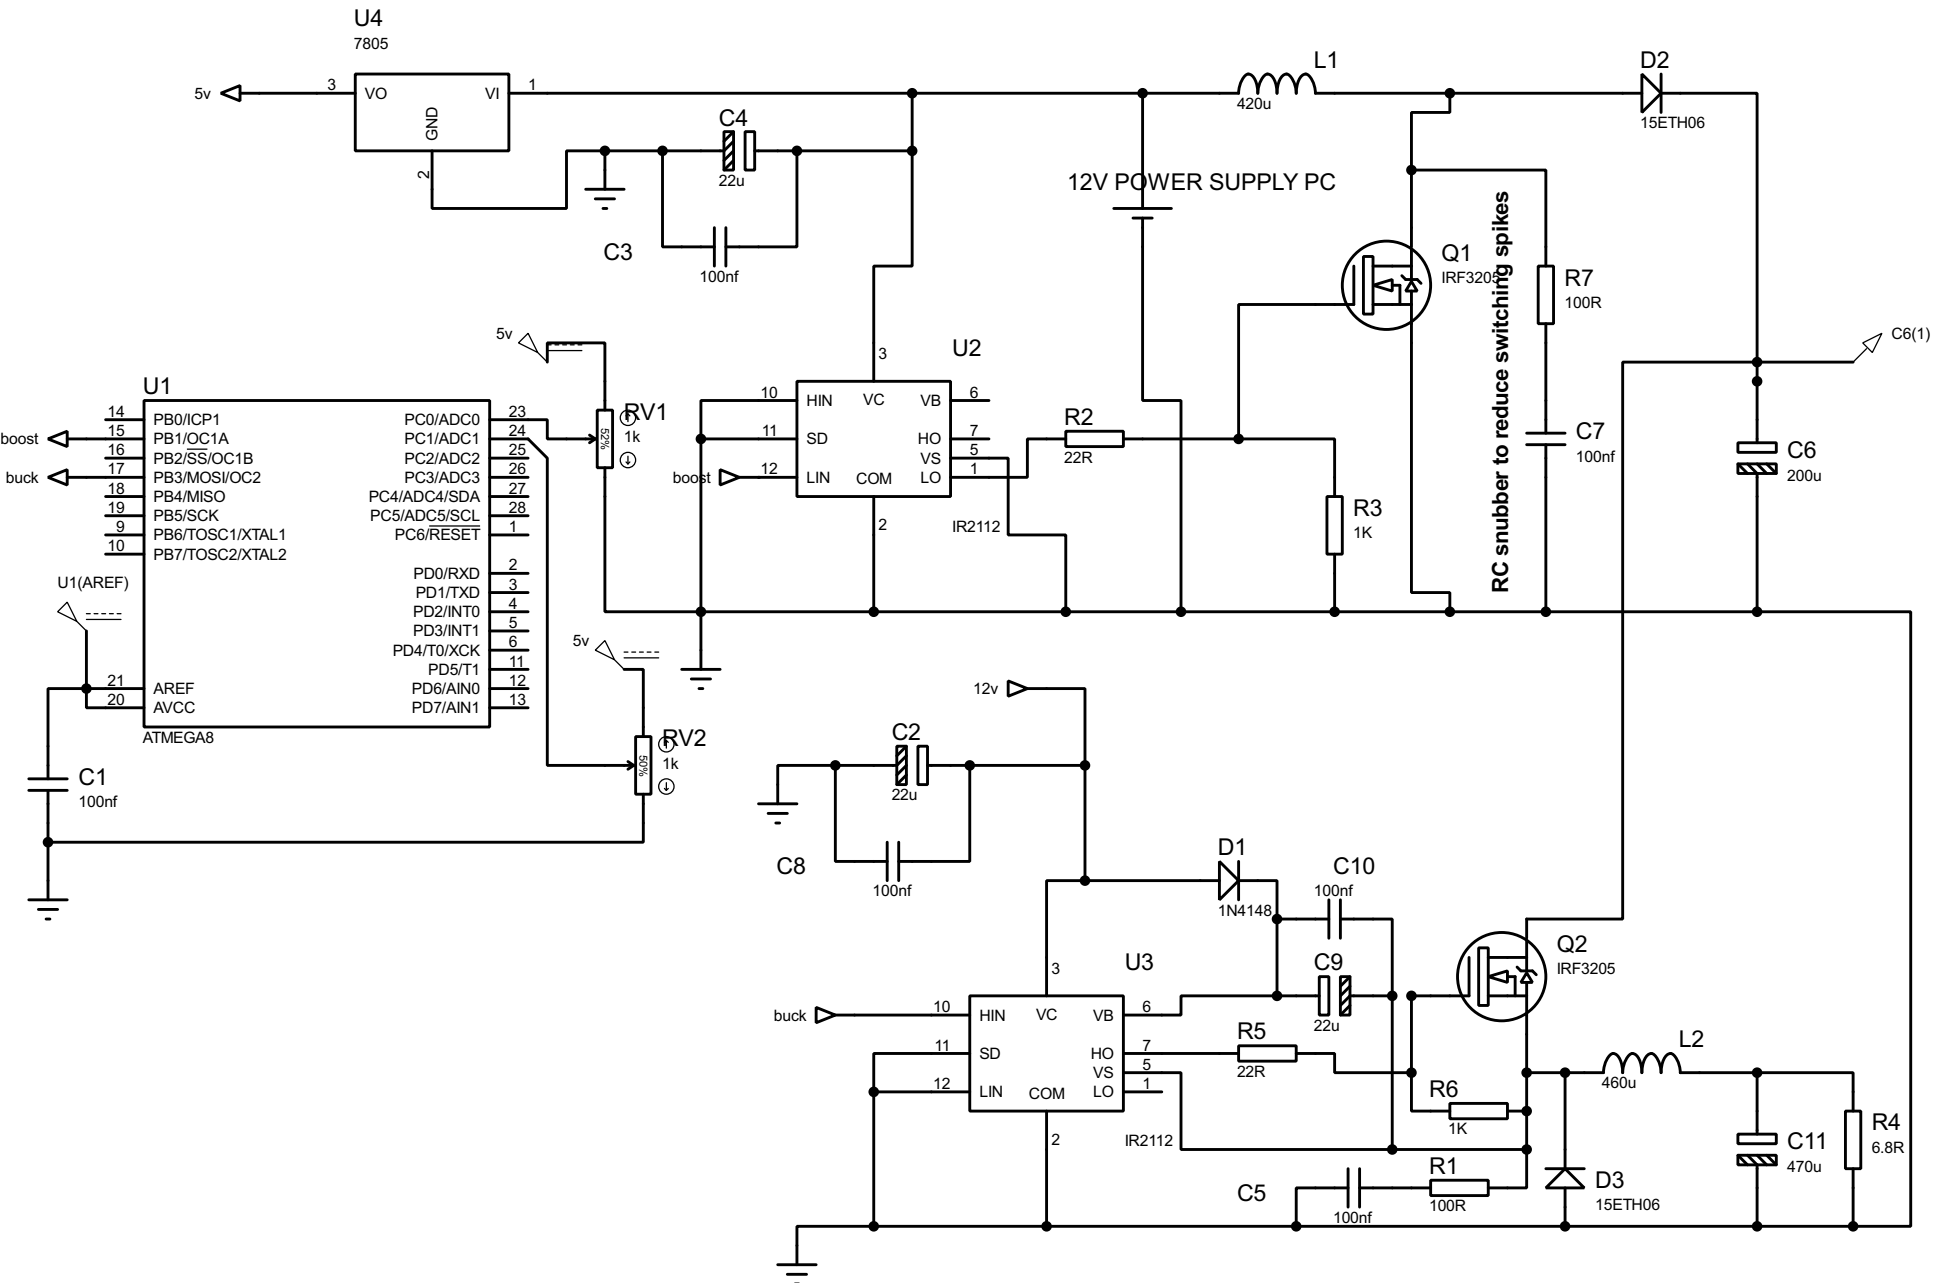 U4
7805
5v
3
VO
VI
1
GND
2
C4
22u
C3
100nf
L1
420u
D2
15ETH06
12V POWER SUPPLY PC
Q1
IRF3205
RC snubber to reduce switching spikes
R7
100R
C7
100nf
C6(1)
C6
200u
5v
RV1
52%
1k
U2
3
10
HIN
VC
VB
6
11
SD
HO
7
VS
5
boost
12
LIN
COM
LO
1
2
IR2112
R2
22R
R3
1K
U1
14
PB0/ICP1
PC0/ADC0
23
boost
15
PB1/OC1A
PC1/ADC1
24
16
PB2/SS/OC1B
PC2/ADC2
25
buck
17
PB3/MOSI/OC2
PC3/ADC3
26
18
PB4/MISO
PC4/ADC4/SDA
27
19
PB5/SCK
PC5/ADC5/SCL
28
9
PB6/TOSC1/XTAL1
PC6/RESET
1
10
PB7/TOSC2/XTAL2
PD0/RXD
2
PD1/TXD
3
PD2/INT0
4
PD3/INT1
5
PD4/T0/XCK
6
PD5/T1
11
PD6/AIN0
12
PD7/AIN1
13
U1(AREF)
21
AREF
20
AVCC
ATMEGA8
C1
100nf
5v
RV2
50%
1k
12v
C2
22u
C8
100nf
D1
1N4148
C10
100nf
C9
22u
U3
3
buck
10
HIN
VC
VB
6
11
SD
HO
7
VS
5
12
LIN
COM
LO
1
2
IR2112
R5
22R
Q2
IRF3205
R6
1K
C5
100nf
R1
100R
D3
15ETH06
L2
460u
C11
470u
R4
6.8R